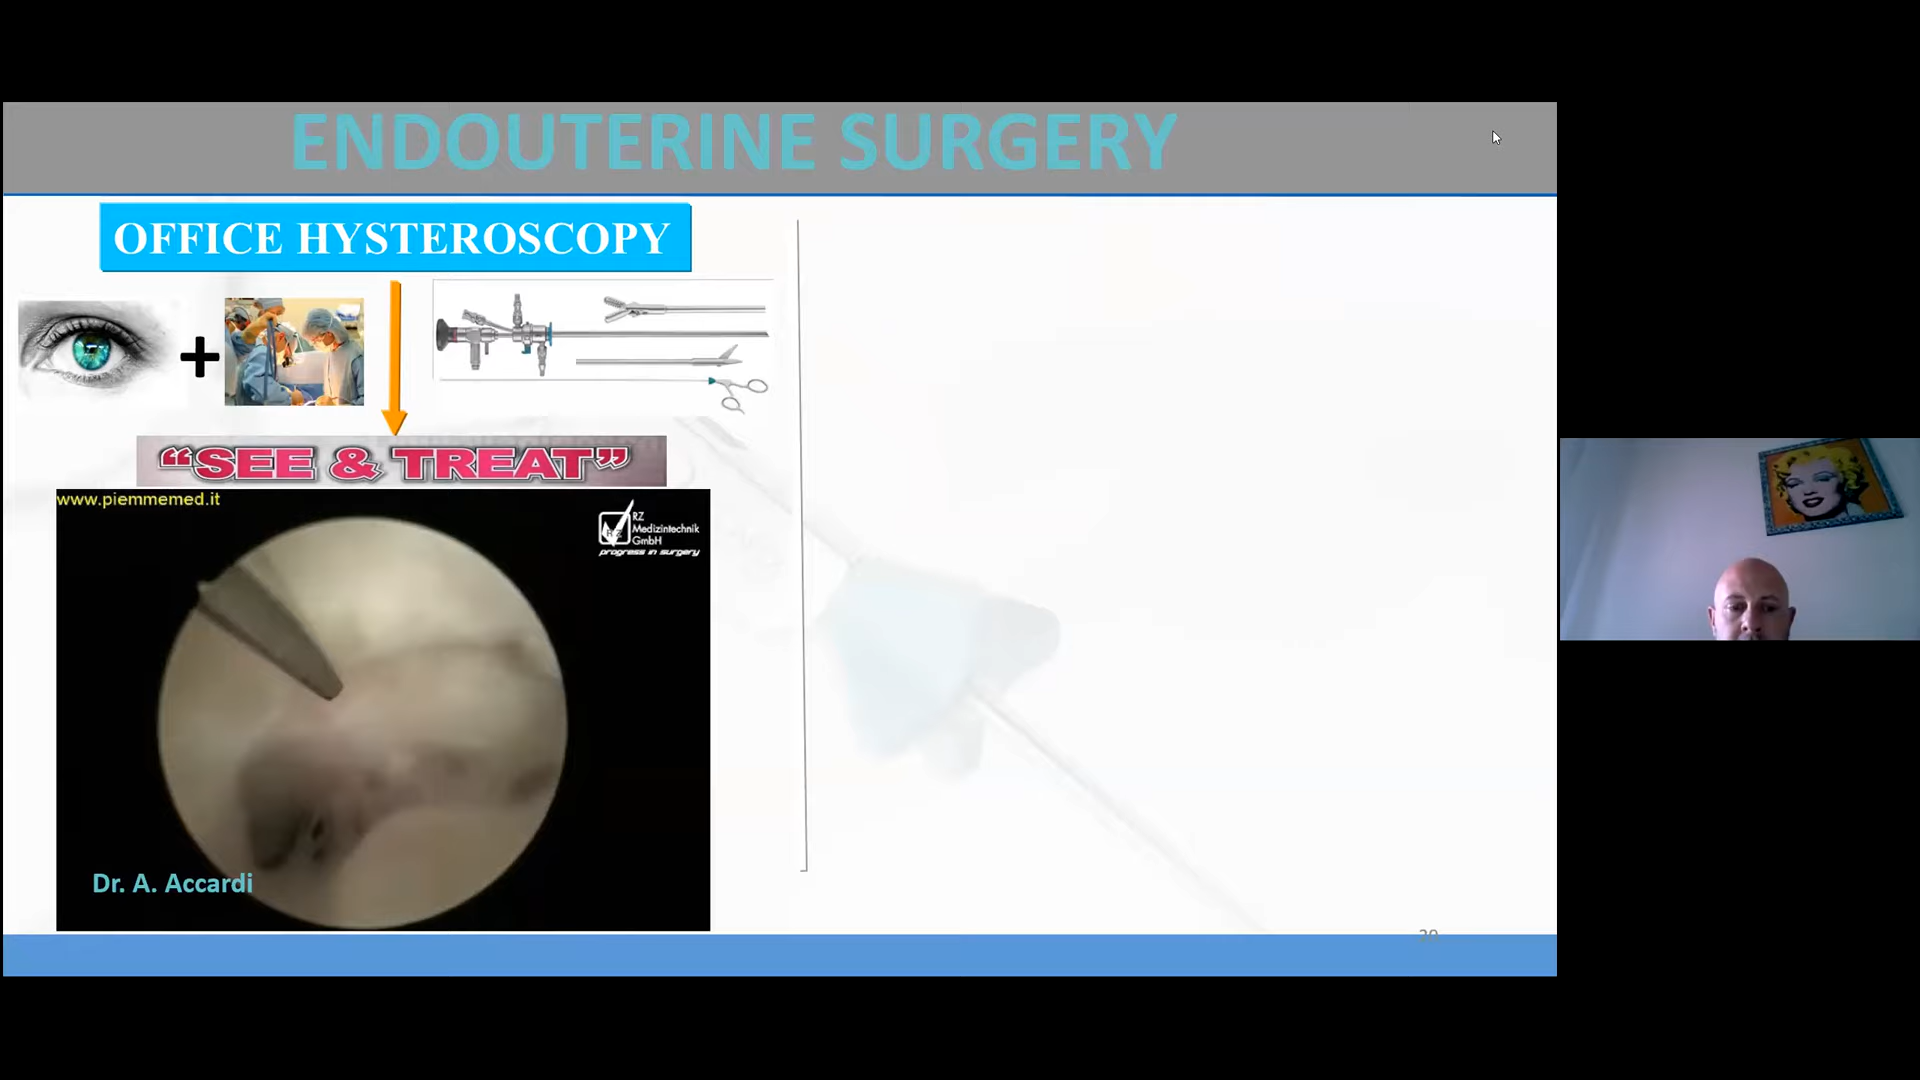 ENDOUTERINE SURGERY
OFFICE HYSTEROSCOPY
+
“SEE & TREAT”
www.piemmemed.it
RZ
Medizintechnik
GmbH
progress in surgery
Dr. A. Accardi